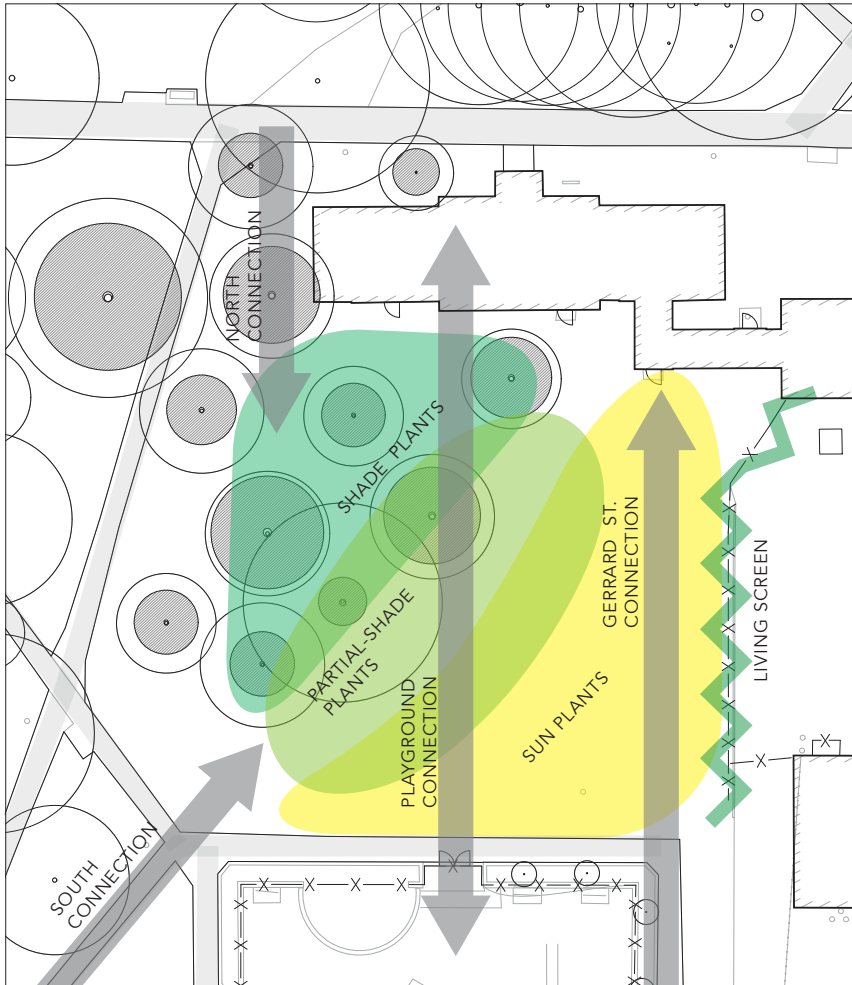 NORTH
CONNECTION
SHADE PLANTS
PARTIAL-SHADE
PLANTS
PLAYGROUND
CONNECTION
SUN PLANTS
GERRARD ST.
CONNECTION
LIVING SCREEN
SOUTH
CONNECTION